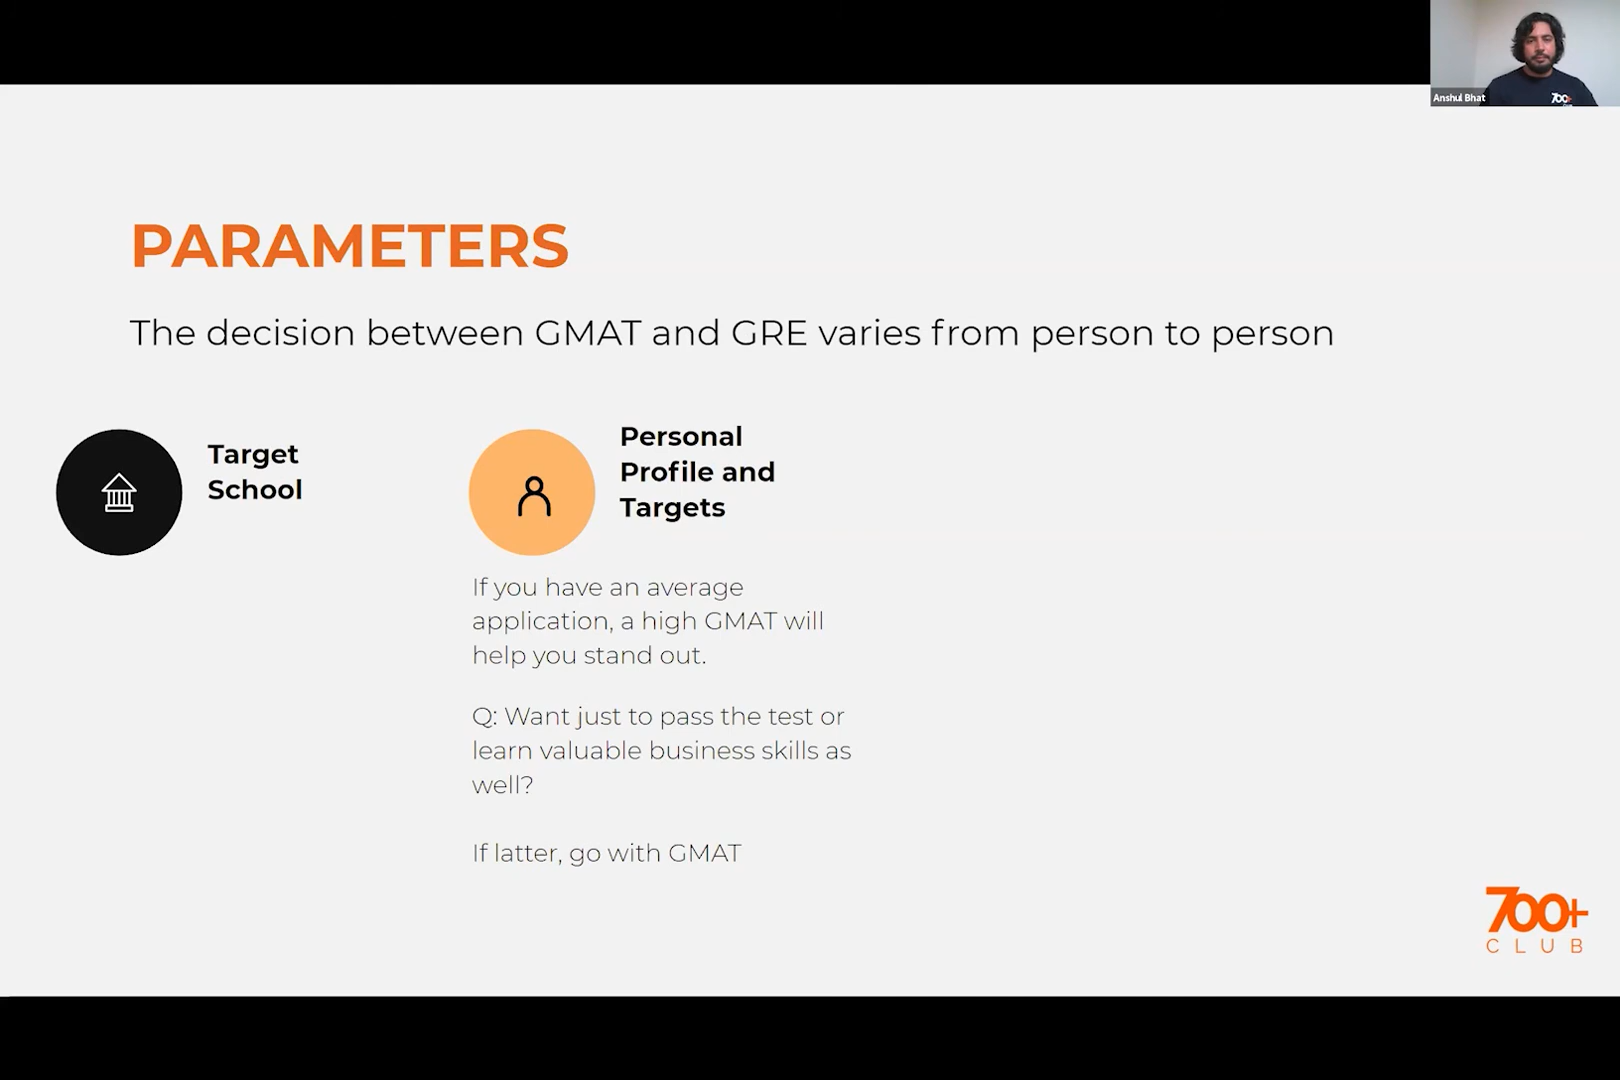 Anshul Bhat
700+
PARAMETERS
The decision between GMAT and GRE varies from person to person
Target
School
Personal
Profile and
Targets
If you have an average
application, a high GMAT will
help you stand out.
Q: Want just to pass the test or
learn valuable business skills as
well?
If latter, go with GMAT
700+
CLUB